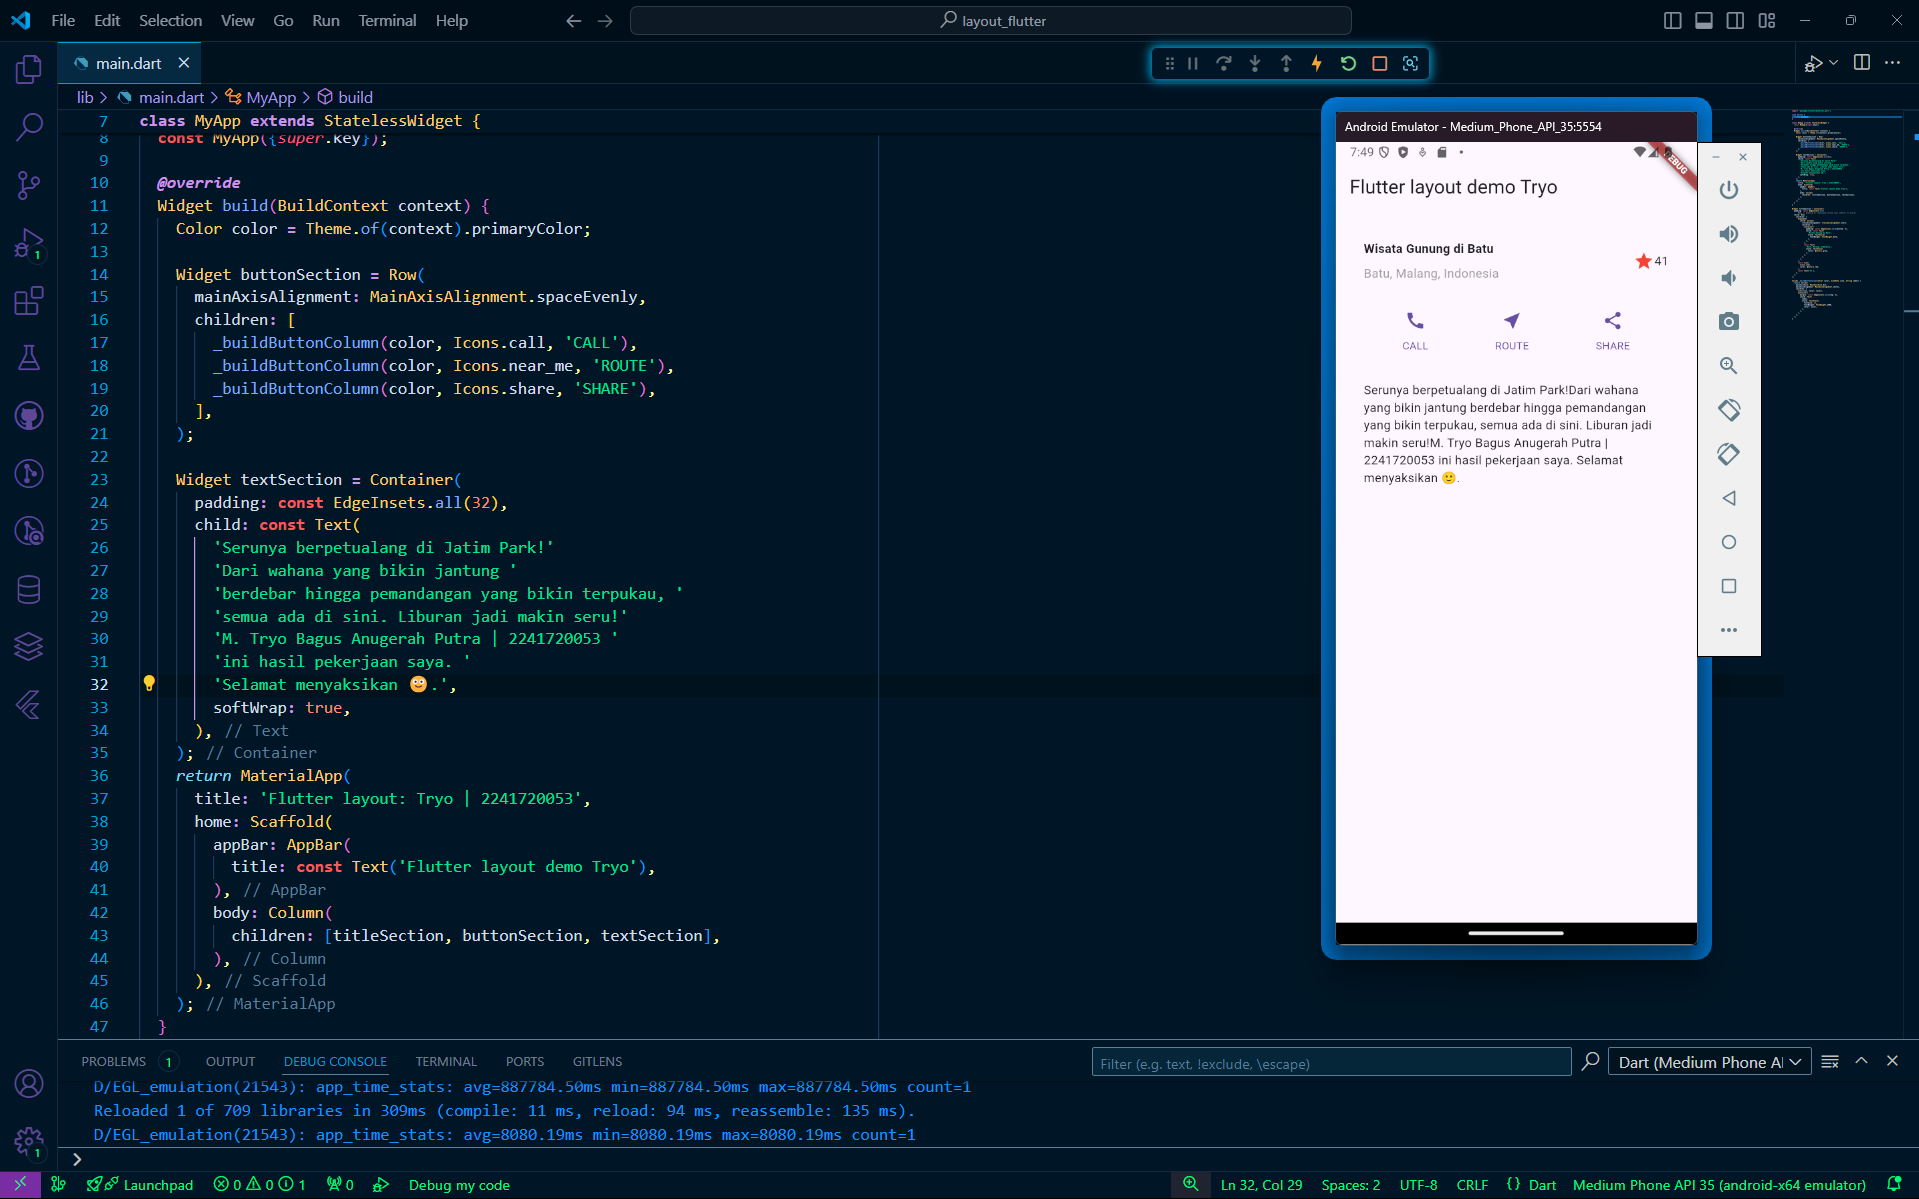 File Edit Selection View Go Run Terminal Help
layout_flutter
main.dart
lib > main.dart > MyApp > build
7 class MyApp extends StatelessWidget {
8 const MyApp({super.key});
9
10 @override
11 Widget build(BuildContext context) {
12 Color color = Theme.of(context).primaryColor;
13
14 Widget buttonSection = Row(
15 mainAxisAlignment: MainAxisAlignment.spaceEvenly,
16 children: [
17 _buildButtonColumn(color, Icons.call, 'CALL'),
18 _buildButtonColumn(color, Icons.near_me, 'ROUTE'),
19 _buildButtonColumn(color, Icons.share, 'SHARE'),
20 ],
21 );
22
23 Widget textSection = Container(
24 padding: const EdgeInsets.all(32),
25 child: const Text(
26 'Serunya berpetualang di Jatim Park!'
27 'Dari wahana yang bikin jantung '
28 'berdebar hingga pemandangan yang bikin terpukau, '
29 'semua ada di sini. Liburan jadi makin seru!'
30 'M. Tryo Bagus Anugerah Putra | 2241720053 '
31 'ini hasil pekerjaan saya. '
32 'Selamat menyaksikan 🙂.',
33 softWrap: true,
34 ), // Text
35 ); // Container
36 return MaterialApp(
37 title: 'Flutter layout: Tryo | 2241720053',
38 home: Scaffold(
39 appBar: AppBar(
40 title: const Text('Flutter layout demo Tryo'),
41 ), // AppBar
42 body: Column(
43 children: [titleSection, buttonSection, textSection],
44 ), // Column
45 ), // Scaffold
46 ); // MaterialApp
47 }
Android Emulator - Medium_Phone_API_35:5554
7:49
Flutter layout demo Tryo
Wisata Gunung di Batu
Batu, Malang, Indonesia
41
CALL ROUTE SHARE
Serunya berpetualang di Jatim Park!Dari wahana
yang bikin jantung berdebar hingga pemandangan
yang bikin terpukau, semua ada di sini. Liburan jadi
makin seru!M. Tryo Bagus Anugerah Putra |
2241720053 ini hasil pekerjaan saya. Selamat
menyaksikan 🙂.
PROBLEMS 1 OUTPUT DEBUG CONSOLE TERMINAL PORTS GITLENS
Filter (e.g. text, !exclude, \escape)
Dart (Medium Phone AI
D/EGL_emulation(21543): app_time_stats: avg=887784.50ms min=887784.50ms max=887784.50ms count=1
Reloaded 1 of 709 libraries in 309ms (compile: 11 ms, reload: 94 ms, reassemble: 135 ms).
D/EGL_emulation(21543): app_time_stats: avg=8080.19ms min=8080.19ms max=8080.19ms count=1
1
1
Launchpad 0 0 1 0 Debug my code Ln 32, Col 29 Spaces: 2 UTF-8 CRLF {} Dart Medium Phone API 35 (android-x64 emulator)